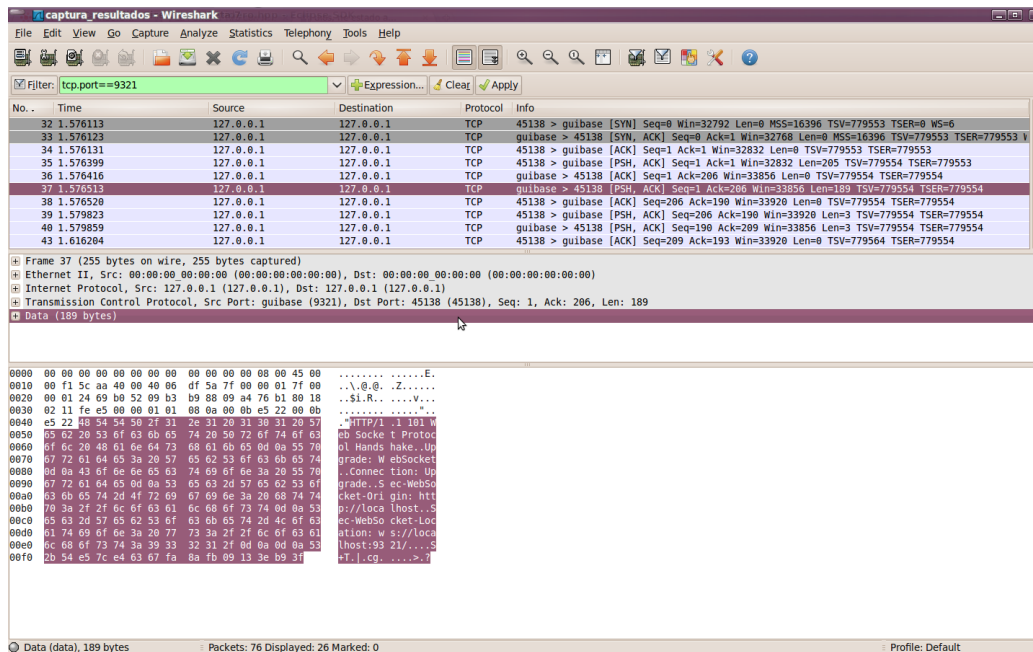 captura_resultados - Wireshark
File Edit View Go Capture Analyze Statistics Telephony Tools Help
Filter: tcp.port==9321 Expression... Clear Apply
No. . Time Source Destination Protocol Info
32 1.576113 127.0.0.1 127.0.0.1 TCP 45138 > guibase [SYN] Seq=0 Win=32792 Len=0 MSS=16396 TSV=779553 TSER=0 WS=6
33 1.576123 127.0.0.1 127.0.0.1 TCP guibase > 45138 [SYN, ACK] Seq=0 Ack=1 Win=32768 Len=0 MSS=16396 TSV=779553 TSER=779553 W
34 1.576131 127.0.0.1 127.0.0.1 TCP 45138 > guibase [ACK] Seq=1 Ack=1 Win=32832 Len=0 TSV=779553 TSER=779553
35 1.576399 127.0.0.1 127.0.0.1 TCP 45138 > guibase [PSH, ACK] Seq=1 Ack=1 Win=32832 Len=205 TSV=779554 TSER=779553
36 1.576416 127.0.0.1 127.0.0.1 TCP guibase > 45138 [ACK] Seq=1 Ack=206 Win=33856 Len=0 TSV=779554 TSER=779554
37 1.576513 127.0.0.1 127.0.0.1 TCP guibase > 45138 [PSH, ACK] Seq=1 Ack=206 Win=33856 Len=189 TSV=779554 TSER=779554
38 1.576520 127.0.0.1 127.0.0.1 TCP 45138 > guibase [ACK] Seq=206 Ack=190 Win=33920 Len=0 TSV=779554 TSER=779554
39 1.579823 127.0.0.1 127.0.0.1 TCP 45138 > guibase [PSH, ACK] Seq=206 Ack=190 Win=33920 Len=3 TSV=779554 TSER=779554
40 1.579859 127.0.0.1 127.0.0.1 TCP guibase > 45138 [PSH, ACK] Seq=190 Ack=209 Win=33856 Len=3 TSV=779554 TSER=779554
43 1.616204 127.0.0.1 127.0.0.1 TCP 45138 > guibase [ACK] Seq=209 Ack=193 Win=33920 Len=0 TSV=779564 TSER=779554
Frame 37 (255 bytes on wire, 255 bytes captured)
Ethernet II, Src: 00:00:00_00:00:00 (00:00:00:00:00:00), Dst: 00:00:00_00:00:00 (00:00:00:00:00:00)
Internet Protocol, Src: 127.0.0.1 (127.0.0.1), Dst: 127.0.0.1 (127.0.0.1)
Transmission Control Protocol, Src Port: guibase (9321), Dst Port: 45138 (45138), Seq: 1, Ack: 206, Len: 189
Data (189 bytes)
0000 00 00 00 00 00 00 00 00 00 00 00 00 08 00 45 00 ........ ......E.
0010 00 f1 5c aa 40 00 40 06 df 5a 7f 00 00 01 7f 00 ..\.@.@. .Z......
0020 00 01 24 69 b0 52 09 b3 b9 88 09 a4 76 b1 80 18 ..$i.R.. ....v...
0030 02 11 fe e5 00 00 01 01 08 0a 00 0b e5 22 00 0b ........ ....."..
0040 e5 22 48 54 54 50 2f 31 2e 31 20 31 30 31 20 57 ."HTTP/1 .1 101 W
0050 65 62 20 53 6f 63 6b 65 74 20 50 72 6f 74 6f 63 eb Socke t Protoc
0060 6f 6c 20 48 61 6e 64 73 68 61 6b 65 0d 0a 55 70 ol Hands hake..Up
0070 67 72 61 64 65 3a 20 57 65 62 53 6f 63 6b 65 74 grade: W ebSocket
0080 0d 0a 43 6f 6e 6e 65 63 74 69 6f 6e 3a 20 55 70 ..Connec tion: Up
0090 67 72 61 64 65 0d 0a 53 65 63 2d 57 65 62 53 6f grade..S ec-WebSo
00a0 63 6b 65 74 2d 4f 72 69 67 69 6e 3a 20 68 74 74 cket-Ori gin: htt
00b0 70 3a 2f 2f 6c 6f 63 61 6c 68 6f 73 74 0d 0a 53 p://loca lhost..S
00c0 65 63 2d 57 65 62 53 6f 63 6b 65 74 2d 4c 6f 63 ec-WebSo cket-Loc
00d0 61 74 69 6f 6e 3a 20 77 73 3a 2f 2f 6c 6f 63 61 ation: w s://loca
00e0 6c 68 6f 73 74 3a 39 33 32 31 2f 0d 0a 0d 0a 53 lhost:93 21/....S
00f0 2b 54 e5 7c e4 63 67 fa 8a fb 09 13 3e b9 3f +T.|.cg. ....>.?
Data (data), 189 bytes Packets: 76 Displayed: 26 Marked: 0 Profile: Default